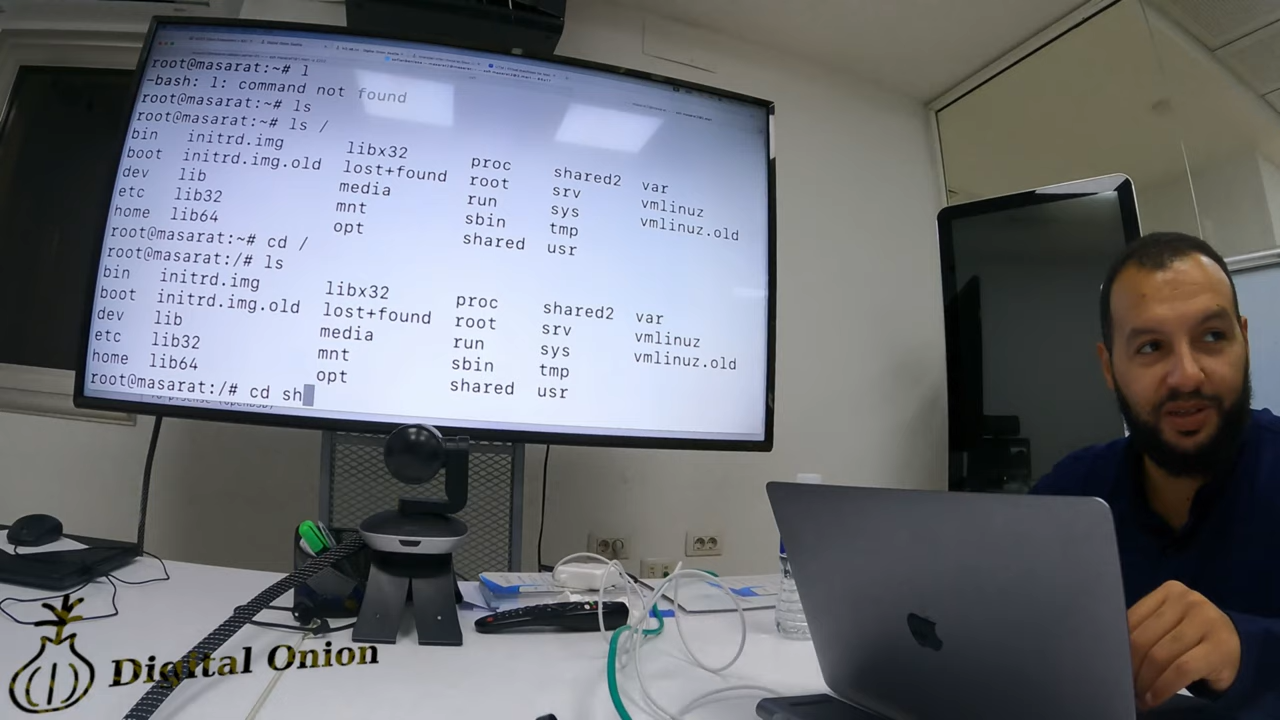 root@masarat:~# l
-bash: l: command not found
root@masarat:~# ls
root@masarat:~# ls /
bin initrd.img libx32 proc shared2 var
boot initrd.img.old lost+found root srv vmlinuz
dev lib media run sys vmlinuz.old
etc lib32 mnt sbin tmp
home lib64 opt shared usr
root@masarat:~# cd /
root@masarat:/# ls
bin initrd.img libx32 proc shared2 var
boot initrd.img.old lost+found root srv vmlinuz
dev lib media run sys vmlinuz.old
etc lib32 mnt sbin tmp
home lib64 opt shared usr
root@masarat:/# cd sh
Digital Onion